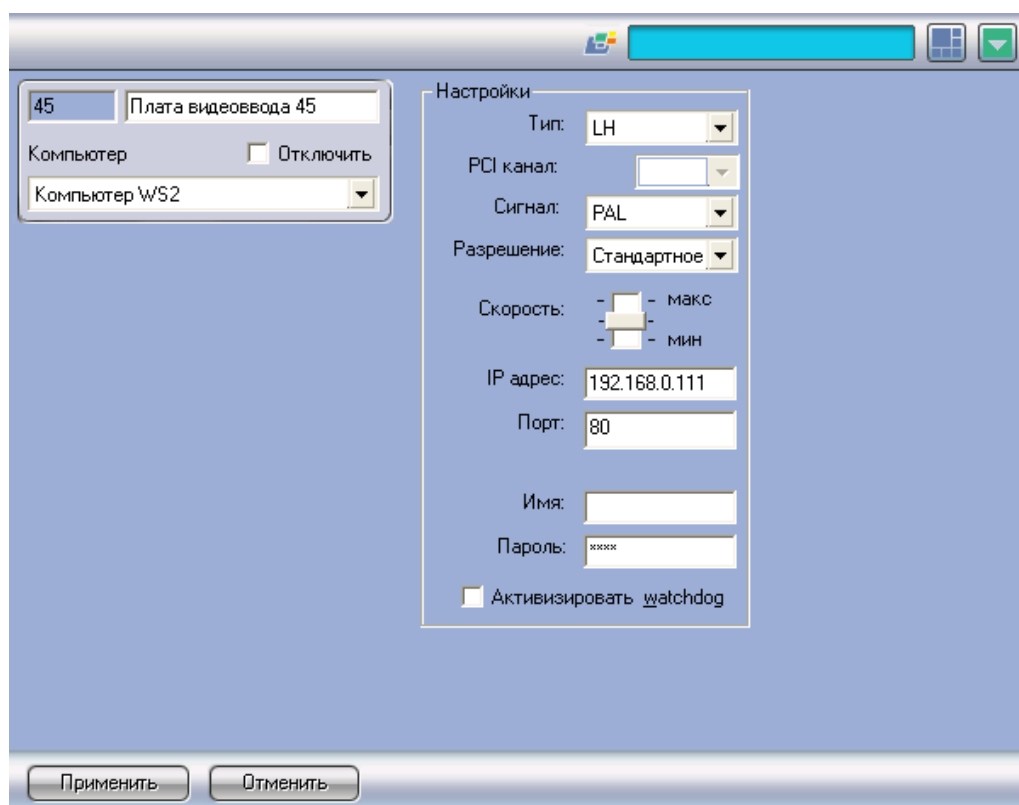 45 Плата видеоввода 45
Компьютер Отключить
Компьютер WS2
Настройки
Тип: LH
PCI канал:
Сигнал: PAL
Разрешение: Стандартное
Скорость: - - макс
- -
- - мин
IP адрес: 192.168.0.111
Порт: 80
Имя:
Пароль: ××××
Активизировать watchdog
Применить Отменить